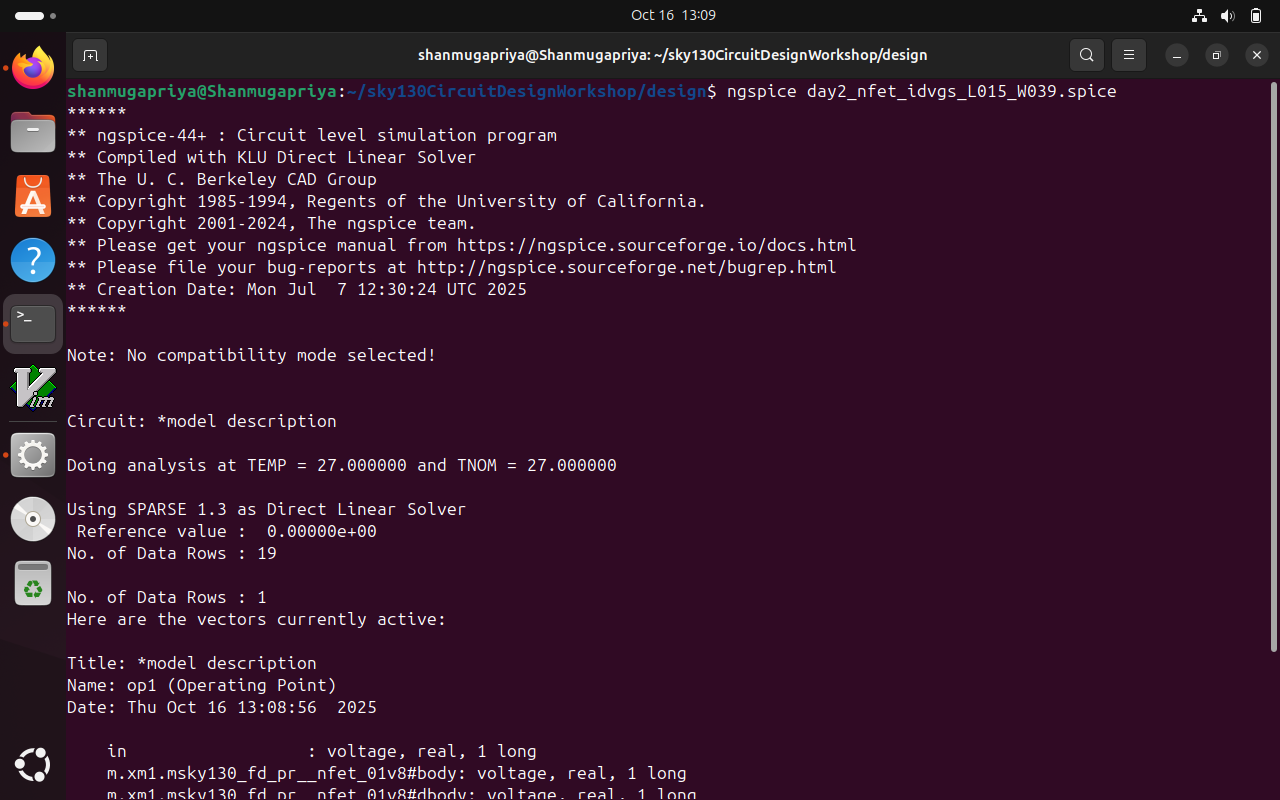 Oct 16 13:09
shanmugapriya@Shanmugapriya: ~/sky130CircuitDesignWorkshop/design
shanmugapriya@Shanmugapriya:~/sky130CircuitDesignWorkshop/design$ ngspice day2_nfet_idvgs_L015_W039.spice
******
** ngspice-44+ : Circuit level simulation program
** Compiled with KLU Direct Linear Solver
** The U. C. Berkeley CAD Group
** Copyright 1985-1994, Regents of the University of California.
** Copyright 2001-2024, The ngspice team.
** Please get your ngspice manual from https://ngspice.sourceforge.io/docs.html
** Please file your bug-reports at http://ngspice.sourceforge.net/bugrep.html
** Creation Date: Mon Jul  7 12:30:24 UTC 2025
******
Note: No compatibility mode selected!
Circuit: *model description
Doing analysis at TEMP = 27.000000 and TNOM = 27.000000
Using SPARSE 1.3 as Direct Linear Solver
 Reference value :  0.00000e+00
No. of Data Rows : 19
No. of Data Rows : 1
Here are the vectors currently active:
Title: *model description
Name: op1 (Operating Point)
Date: Thu Oct 16 13:08:56  2025
    in                  : voltage, real, 1 long
    m.xm1.msky130_fd_pr__nfet_01v8#body: voltage, real, 1 long
    m.xm1.msky130_fd_pr__nfet_01v8#dbody: voltage, real, 1 long
>_
Vim
A
?